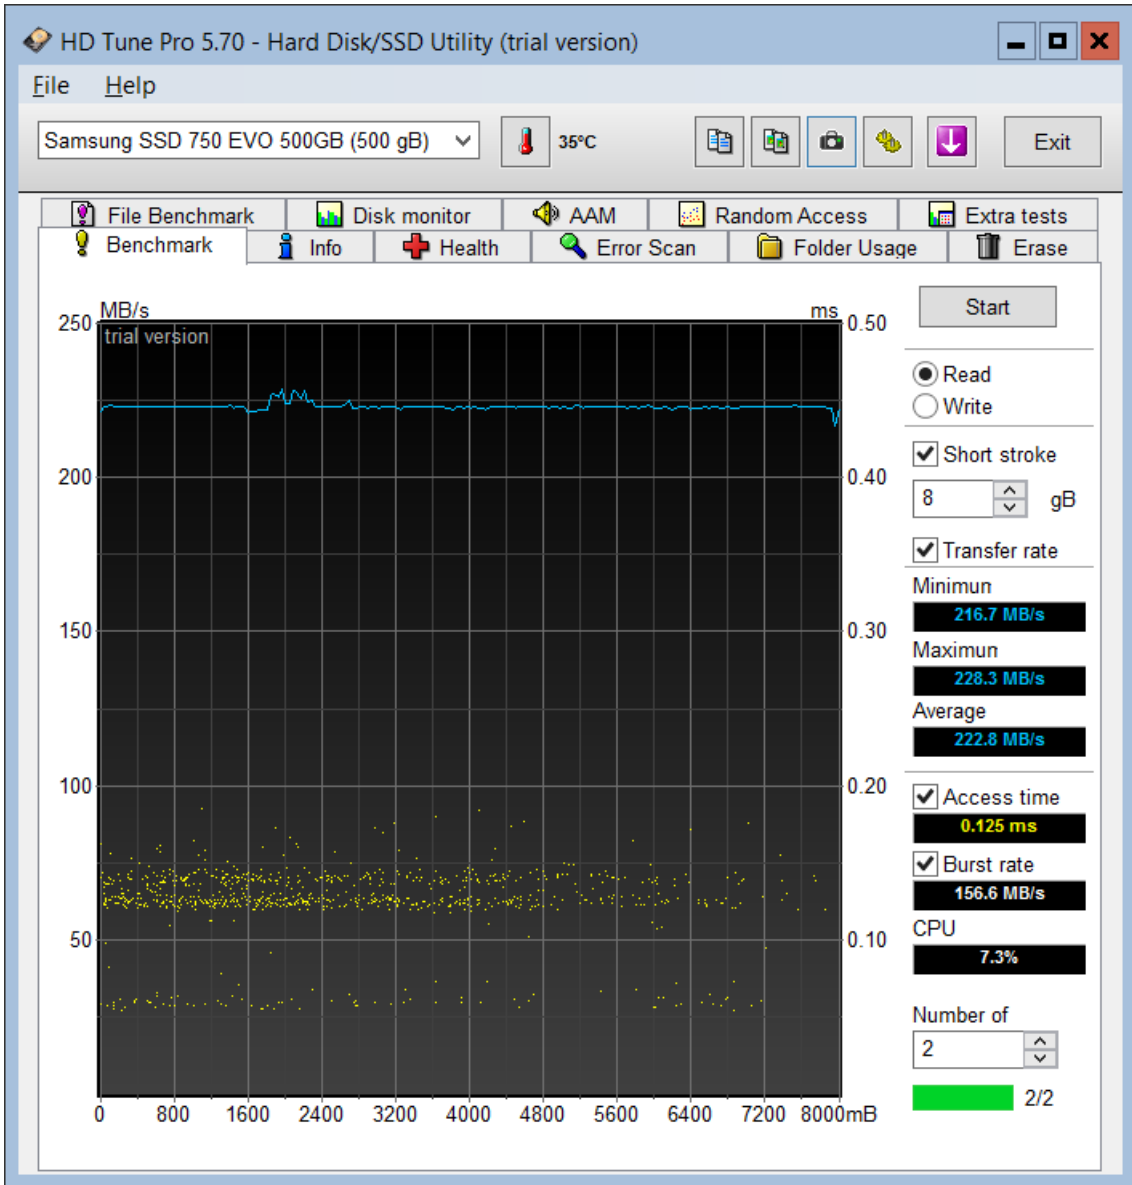 HD Tune Pro 5.70 - Hard Disk/SSD Utility (trial version)
File Help
Samsung SSD 750 EVO 500GB (500 gB) 35°C Exit
File Benchmark Disk monitor AAM Random Access Extra tests
Benchmark Info Health Error Scan Folder Usage Erase
MB/s ms
250 0.50
trial version
200 0.40
150 0.30
100 0.20
50 0.10
0 800 1600 2400 3200 4000 4800 5600 6400 7200 8000mB
Start
Read
Write
Short stroke
8 gB
Transfer rate
Minimun
216.7 MB/s
Maximun
228.3 MB/s
Average
222.8 MB/s
Access time
0.125 ms
Burst rate
156.6 MB/s
CPU
7.3%
Number of
2
2/2